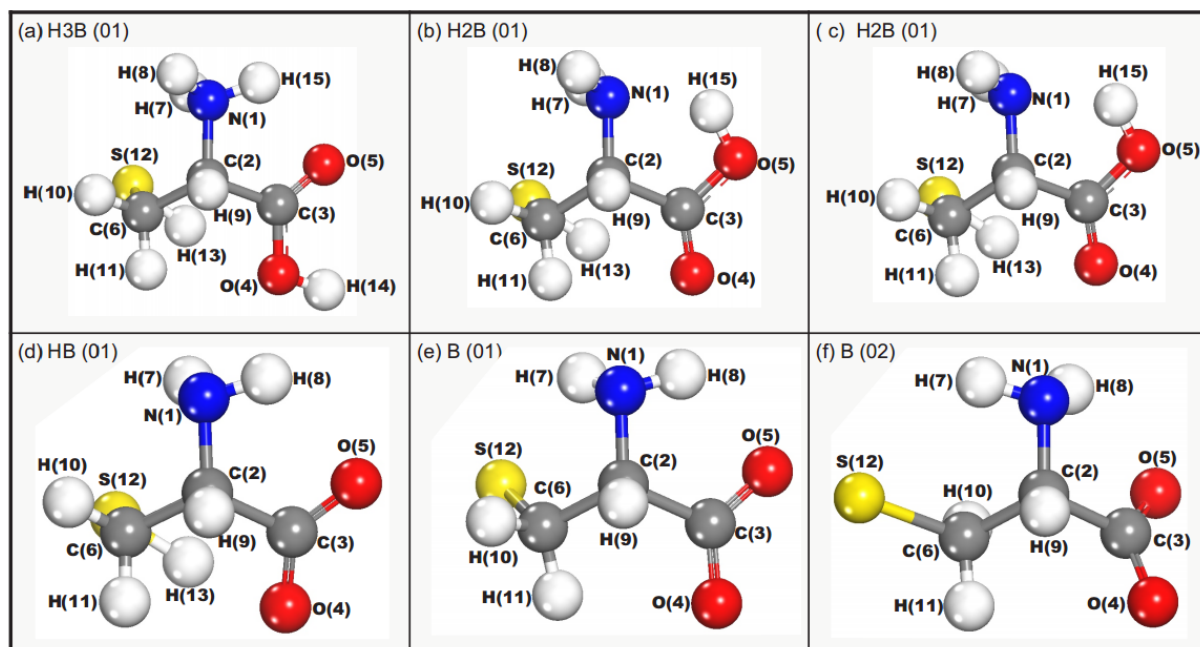 (a) H3B (01)
H(8)
H(15)
H(7)
N(1)
S(12)
C(2)
O(5)
H(10)
C(6)
H(9)
C(3)
H(13)
H(11)
O(4)
H(14)
(b) H2B (01)
H(8)
H(15)
H(7)
N(1)
S(12)
C(2)
O(5)
H(10)
C(6)
H(9)
C(3)
H(13)
H(11)
O(4)
( c) H2B (01)
H(8)
H(15)
H(7)
N(1)
S(12)
C(2)
O(5)
H(10)
C(6)
H(9)
C(3)
H(13)
H(11)
O(4)
(d) HB (01)
H(7)
H(8)
N(1)
O(5)
H(10)
S(12)
C(2)
C(6)
H(9)
C(3)
H(13)
H(11)
O(4)
(e) B (01)
N(1)
H(7)
H(8)
O(5)
S(12)
C(2)
C(6)
H(9)
C(3)
H(10)
H(11)
O(4)
(f) B (02)
N(1)
H(7)
H(8)
S(12)
C(2)
O(5)
H(10)
C(6)
H(9)
C(3)
H(11)
O(4)